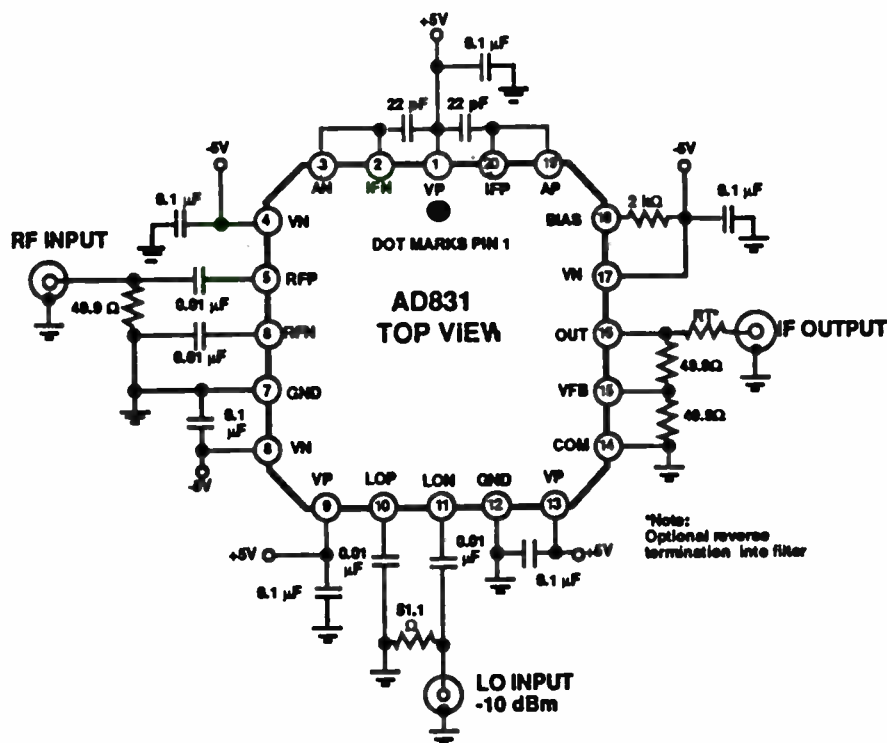 +5V
0.1 µF
22 pF
22 pF
-5V
3
2
1
20
19
-5V
AN
IFN
VP
IFP
AP
0.1 µF
4
VN
BIAS
18
2 kΩ
0.1 µF
DOT MARKS PIN 1
RF INPUT
5
RFP
VN
17
0.01 µF
49.9 Ω
AD831
TOP VIEW
6
RFN
OUT
16
RT*
IF OUTPUT
0.01 µF
49.9Ω
7
GND
VFB
15
0.1
µF
49.9Ω
8
VN
COM
14
-5V
VP
LOP
LON
GND
VP
9
10
11
12
13
*Note:
Optional reverse
termination into filter
+5V
0.01
µF
0.01
µF
+5V
0.1 µF
0.1 µF
51.1
Ω
LO INPUT
-10 dBm